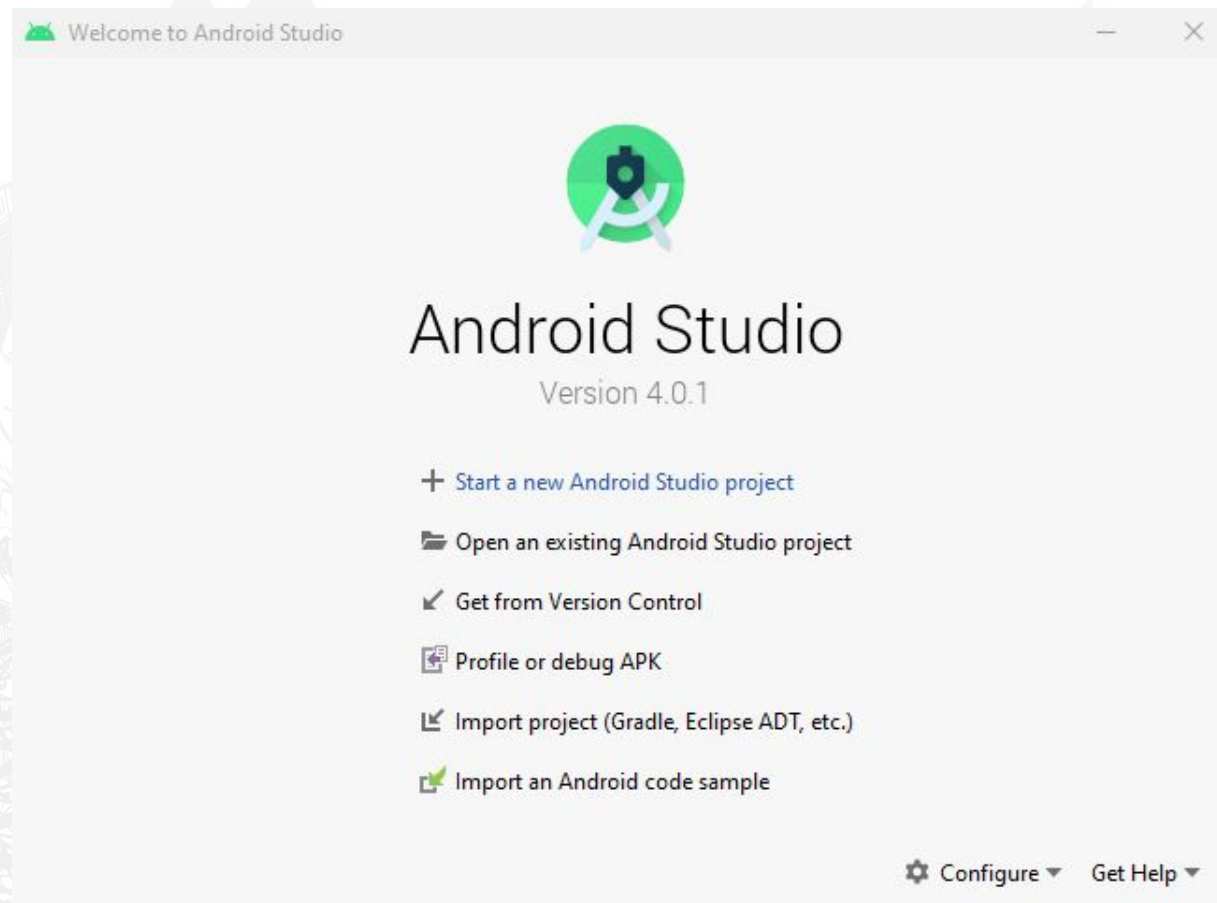 Welcome to Android Studio
Android Studio
Version 4.0.1
Start a new Android Studio project
Open an existing Android Studio project
Get from Version Control
Profile or debug APK
Import project (Gradle, Eclipse ADT, etc.)
Import an Android code sample
Configure Get Help